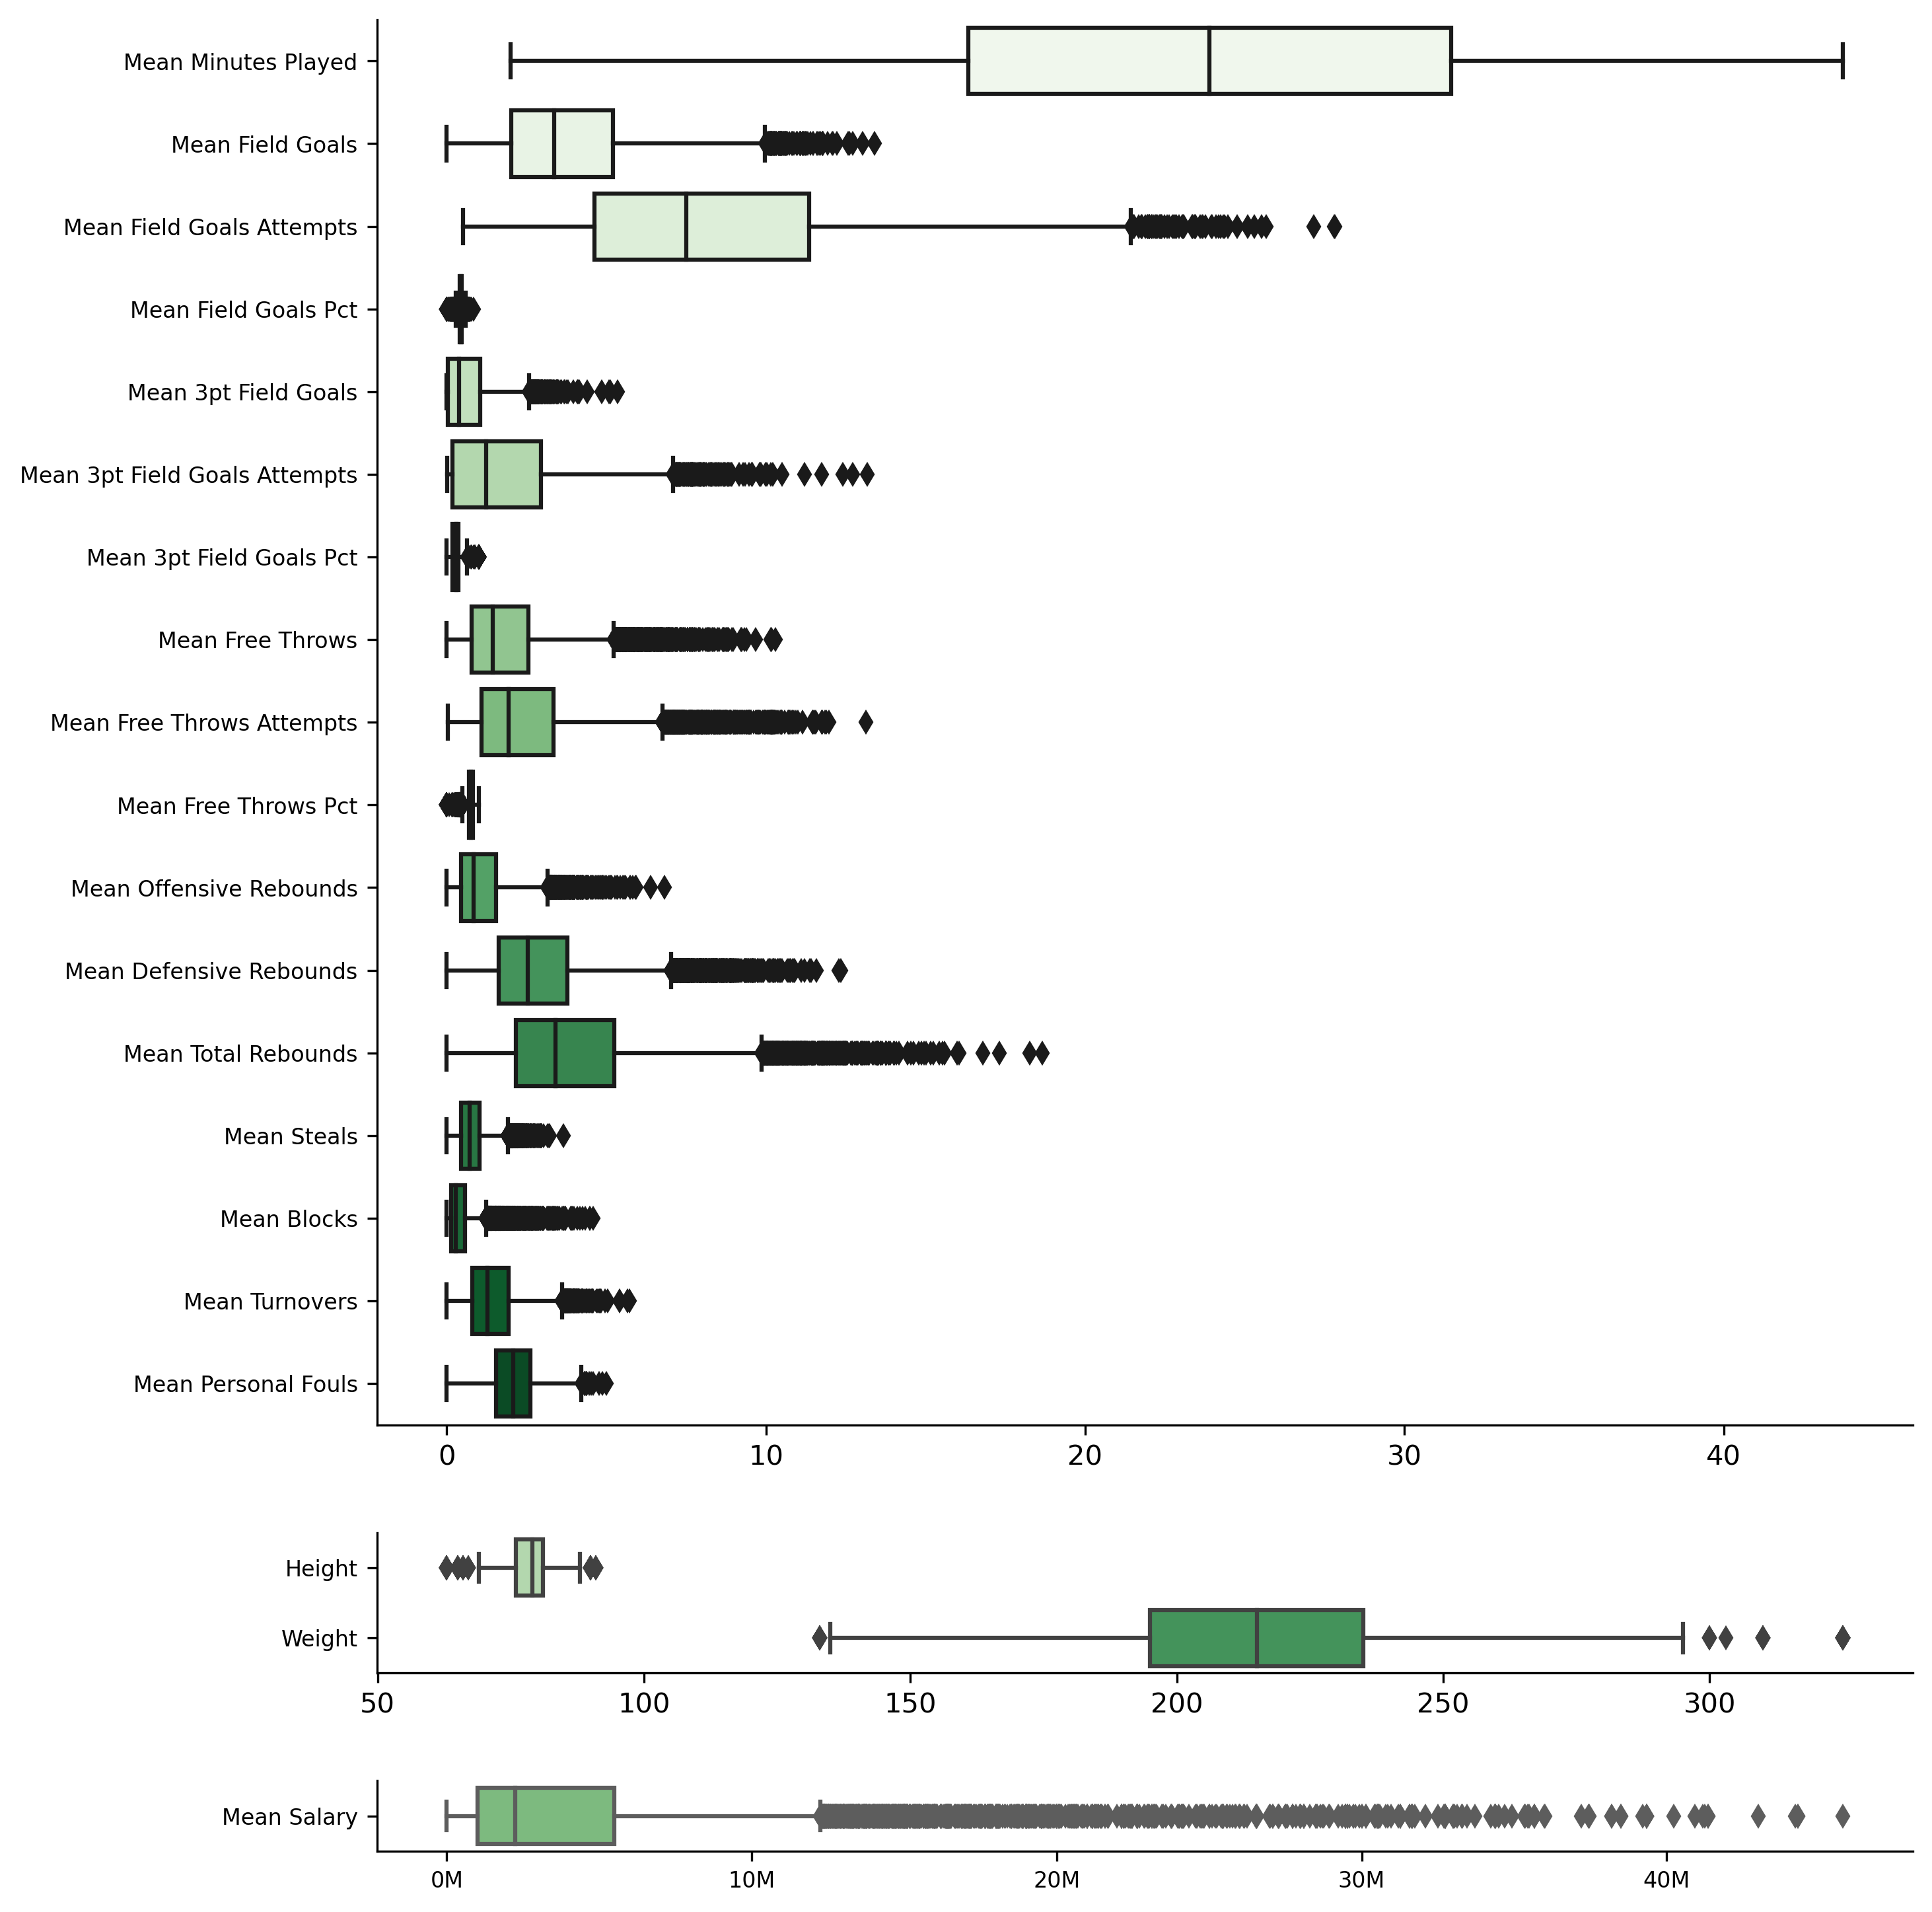 Mean Minutes Played
Mean Field Goals
Mean Field Goals Attempts
Mean Field Goals Pct
Mean 3pt Field Goals
Mean 3pt Field Goals Attempts
Mean 3pt Field Goals Pct
Mean Free Throws
Mean Free Throws Attempts
Mean Free Throws Pct
Mean Offensive Rebounds
Mean Defensive Rebounds
Mean Total Rebounds
Mean Steals
Mean Blocks
Mean Turnovers
Mean Personal Fouls
0 10 20 30 40
Height
Weight
50 100 150 200 250 300
Mean Salary
0M 10M 20M 30M 40M